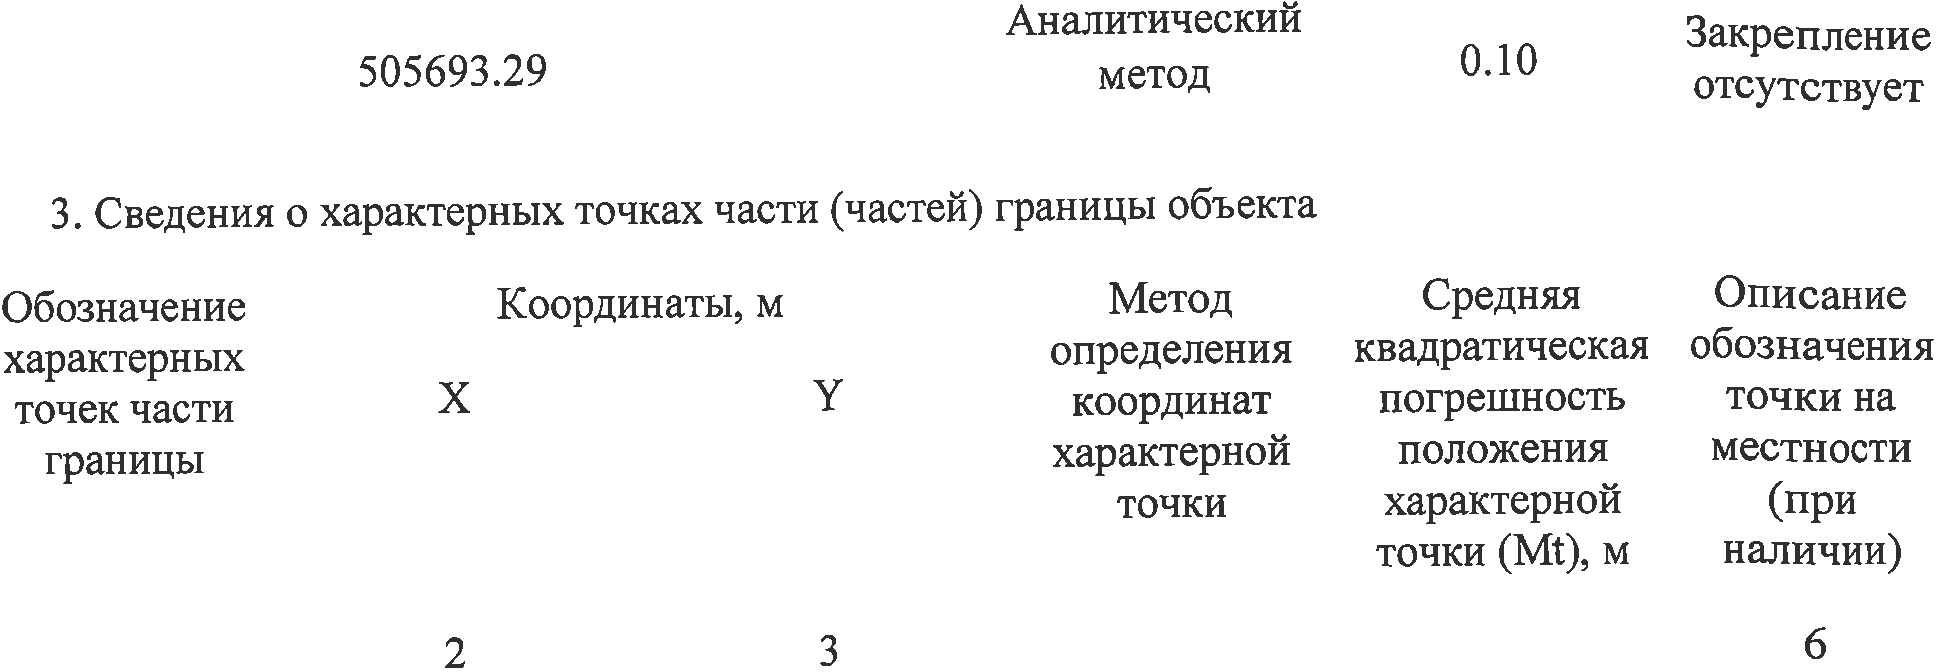 Аналитический
метод
505693.29
0.10
Закрепление
отсутствует
3. Сведения о характерных точках части (частей) границы объекта
Обозначение
характерных
точек части
границы
Координаты, м
X
Y
Метод
определения
координат
характерной
точки
Средняя
квадратическая
погрешность
положения
характерной
точки (Mt), м
Описание
обозначения
точки на
местности
(при
наличии)
2
3
6